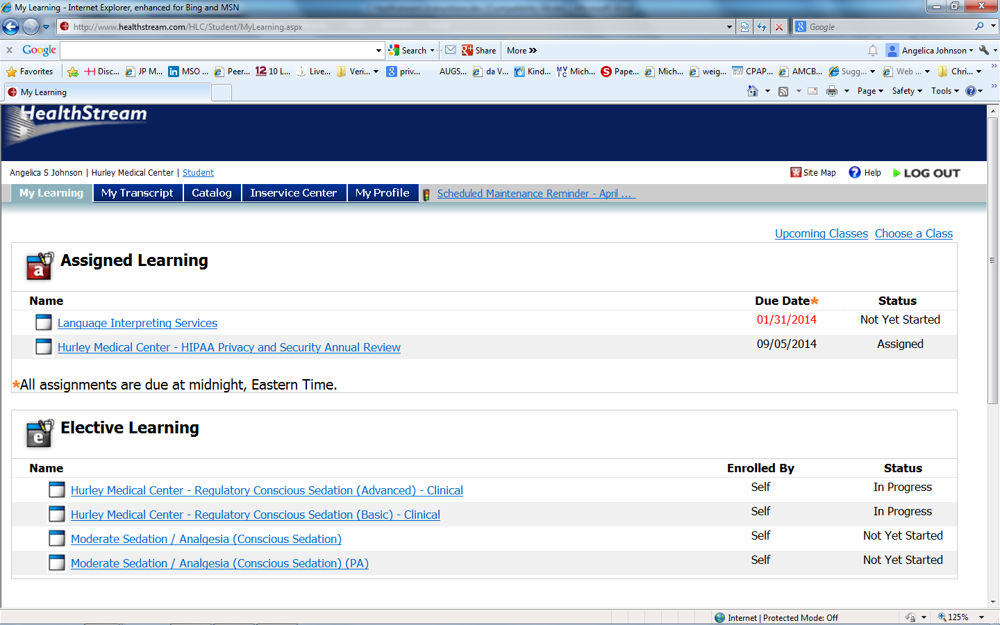 My Learning - Internet Explorer, enhanced for Bing and MSN
http://www.healthstream.com/HLC/Student/MyLearning.aspx
Google
x Google Search Share More » Angelica Johnson
Favorites Disc... JP M... MSO ... Peer... 10 L... Live... Veri... priv... AUGS... da V... Kind... Mich... Pape... Mich... weig... CPAP... AMCB... Sugg... Web ... Chri...
My Learning Page Safety Tools
HealthStream
Angelica S Johnson | Hurley Medical Center | Student Site Map Help LOG OUT
My Learning My Transcript Catalog Inservice Center My Profile Scheduled Maintenance Reminder - April ...
Upcoming Classes Choose a Class
Assigned Learning
Name Due Date* Status
Language Interpreting Services 01/31/2014 Not Yet Started
Hurley Medical Center - HIPAA Privacy and Security Annual Review 09/05/2014 Assigned
*All assignments are due at midnight, Eastern Time.
Elective Learning
Name Enrolled By Status
Hurley Medical Center - Regulatory Conscious Sedation (Advanced) - Clinical Self In Progress
Hurley Medical Center - Regulatory Conscious Sedation (Basic) - Clinical Self In Progress
Moderate Sedation / Analgesia (Conscious Sedation) Self Not Yet Started
Moderate Sedation / Analgesia (Conscious Sedation) (PA) Self Not Yet Started
Internet | Protected Mode: Off 125%